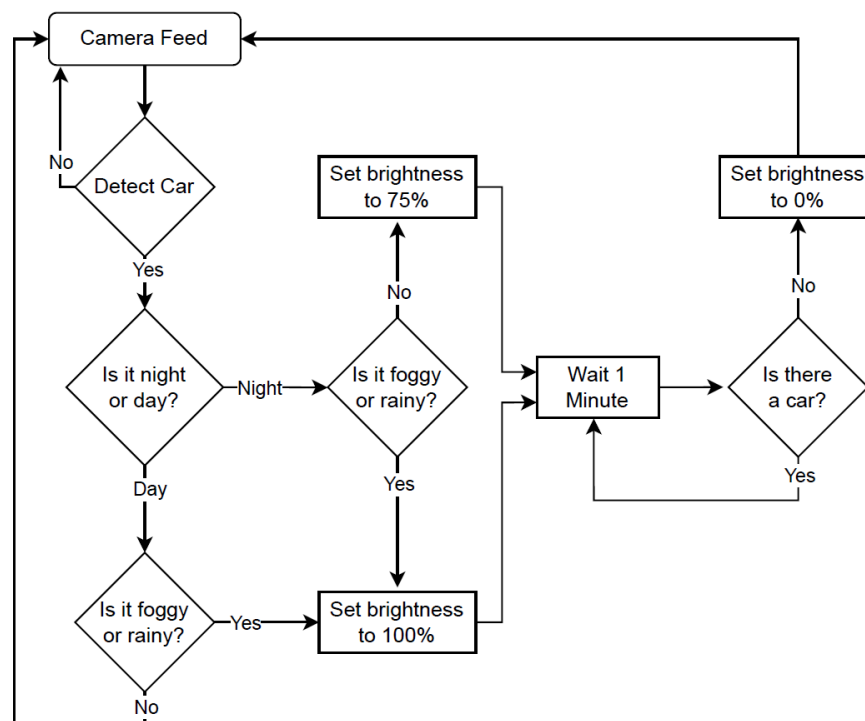 Camera Feed
No
Detect Car
Set brightness
to 75%
Set brightness
to 0%
Yes
No
No
Is it night
or day?
Night
Is it foggy
or rainy?
Wait 1
Minute
Is there
a car?
Day
Yes
Yes
Is it foggy
or rainy?
Yes
Set brightness
to 100%
No